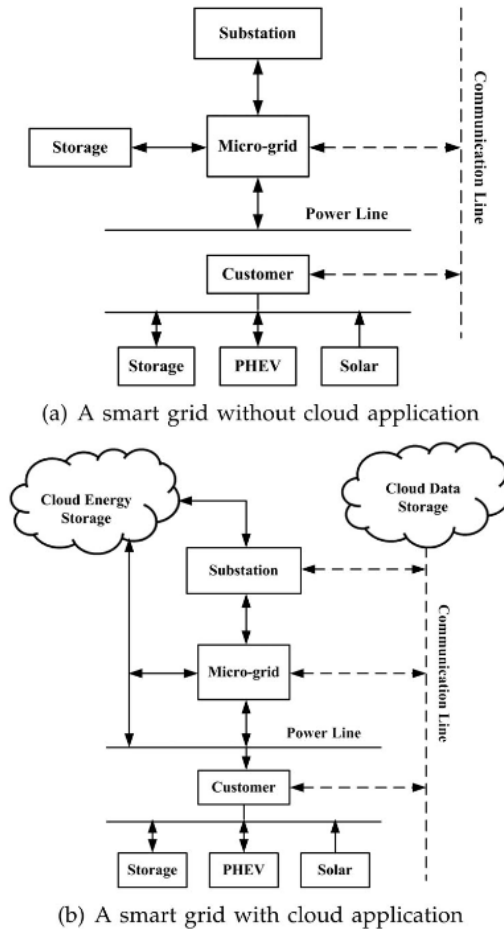 Substation
Storage
Micro-grid
Communication Line
Power Line
Customer
Storage
PHEV
Solar
(a) A smart grid without cloud application
Cloud Energy
Storage
Cloud Data
Storage
Substation
Micro-grid
Communication Line
Power Line
Customer
Storage
PHEV
Solar
(b) A smart grid with cloud application